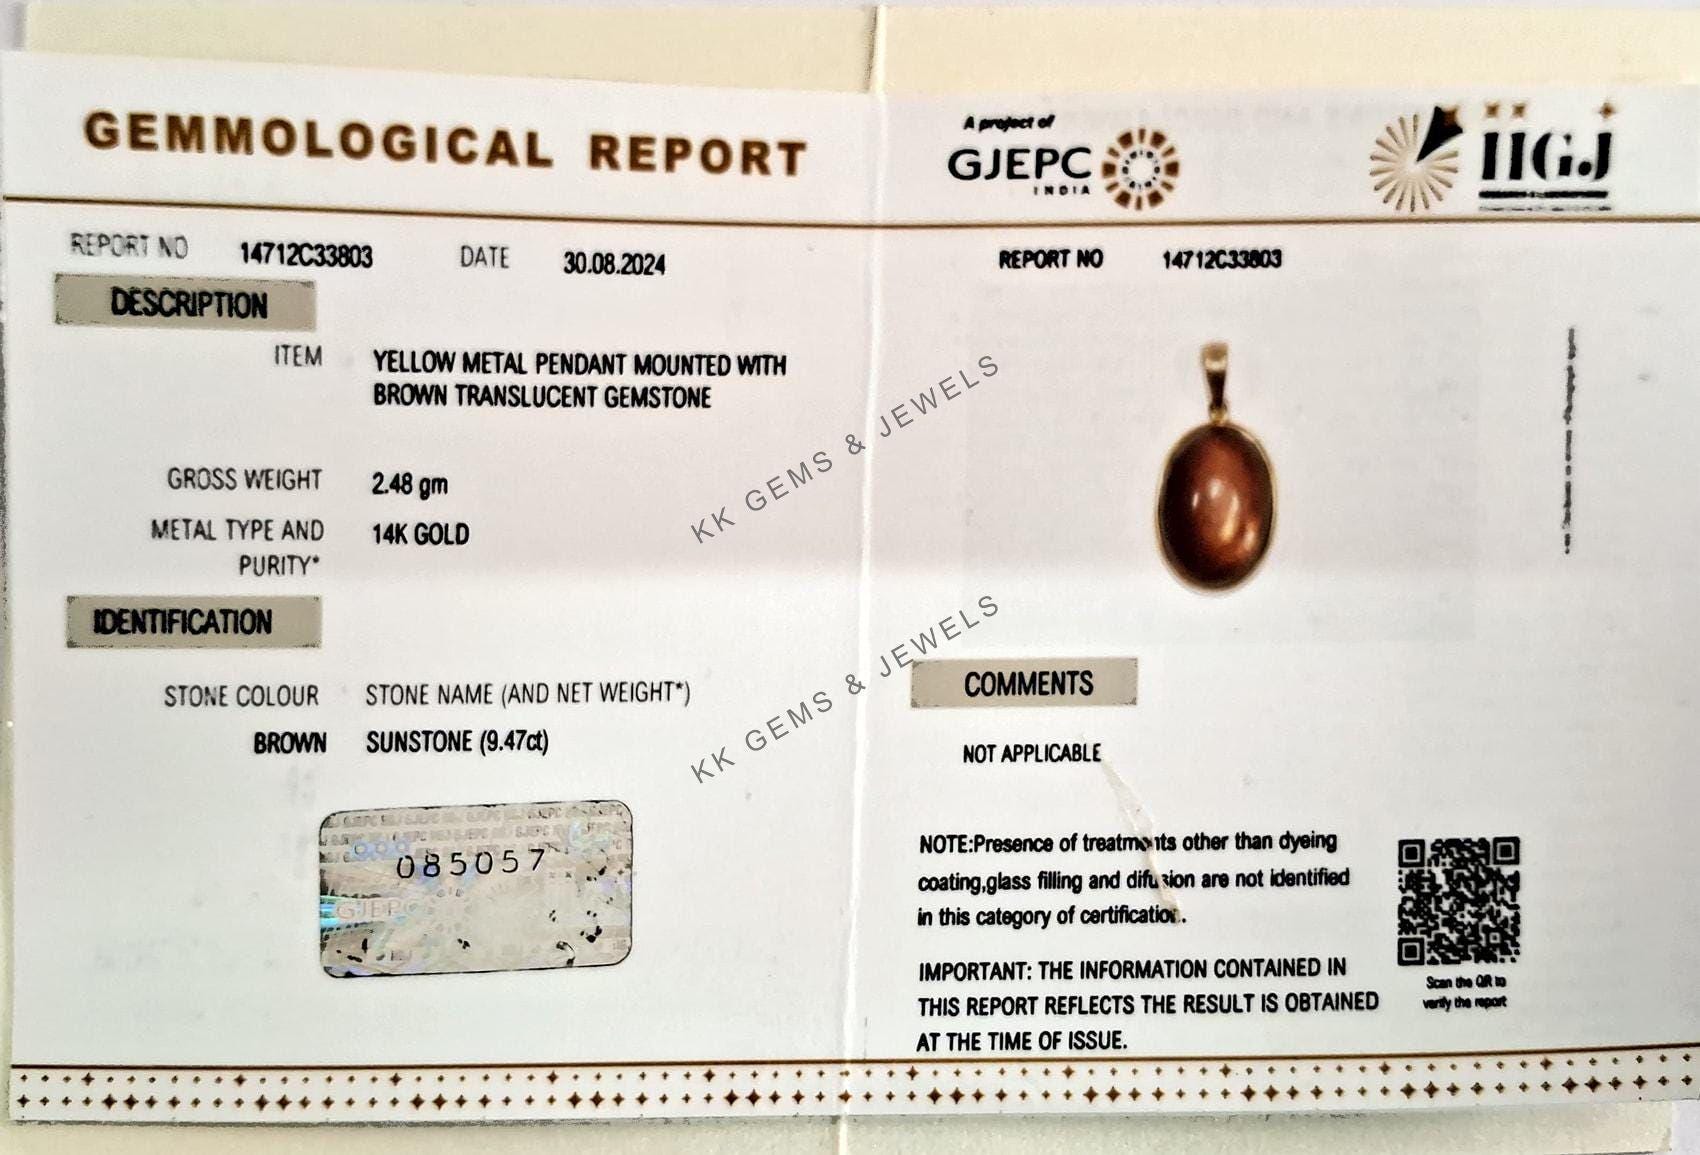 GEMMOLOGICAL REPORT
REPORT NO 14712C33803 DATE 30.08.2024
DESCRIPTION
ITEM YELLOW METAL PENDANT MOUNTED WITH
BROWN TRANSLUCENT GEMSTONE
GROSS WEIGHT 2.48 gm
METAL TYPE AND 14K GOLD
PURITY*
IDENTIFICATION
STONE COLOUR STONE NAME (AND NET WEIGHT*)
BROWN SUNSTONE (9.47ct)
085057
GJEPC
A project of
GJEPC
INDIA
IIGJ
REPORT NO 14712C33803
KK GEMS & JEWELS
KK GEMS & JEWELS
COMMENTS
NOT APPLICABLE
NOTE:Presence of treatments other than dyeing
coating,glass filling and difusion are not identified
in this category of certification.
IMPORTANT: THE INFORMATION CONTAINED IN
THIS REPORT REFLECTS THE RESULT IS OBTAINED
AT THE TIME OF ISSUE.
Scan the QR to
verify the report